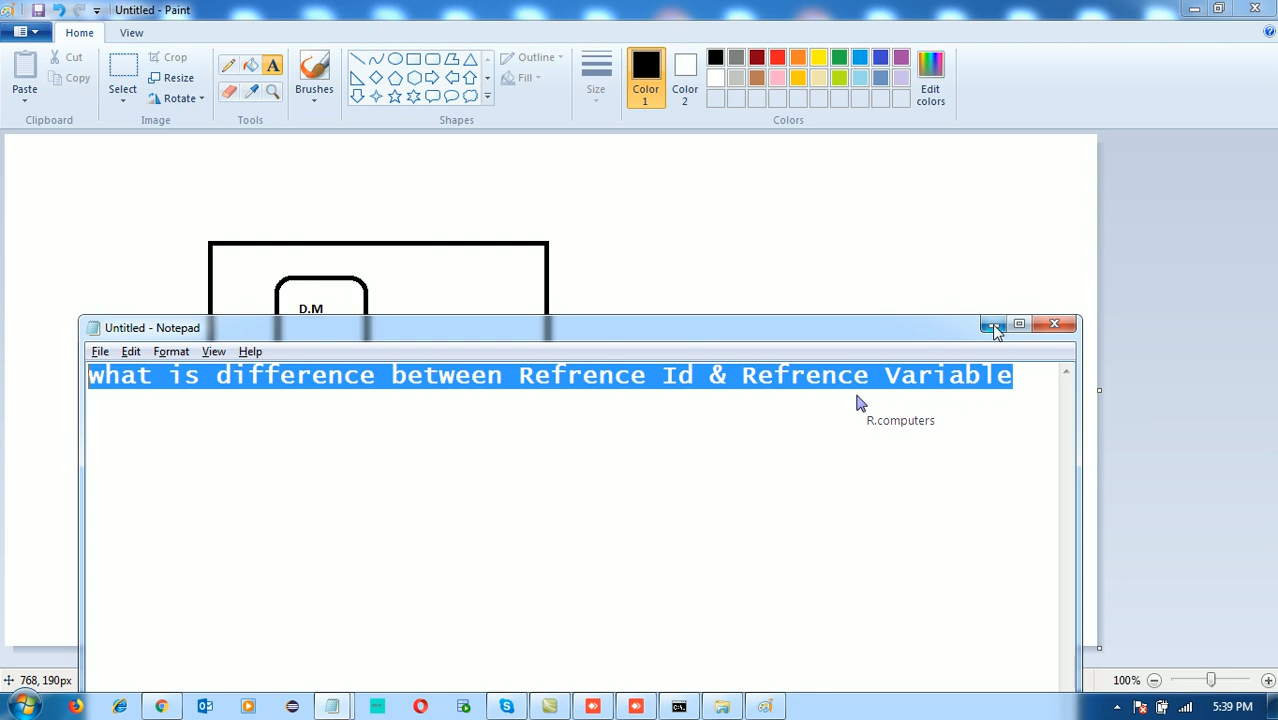 Untitled - Paint
Home
View
Paste
Cut
Copy
Clipboard
Select
Crop
Resize
Rotate
Image
A
Tools
Brushes
Shapes
Outline
Fill
Size
Color
1
Color
2
Edit
colors
Colors
D.M
Untitled - Notepad
File Edit Format View Help
what is difference between Refrence Id & Refrence Variable
R.computers
768, 190px
100%
5:39 PM